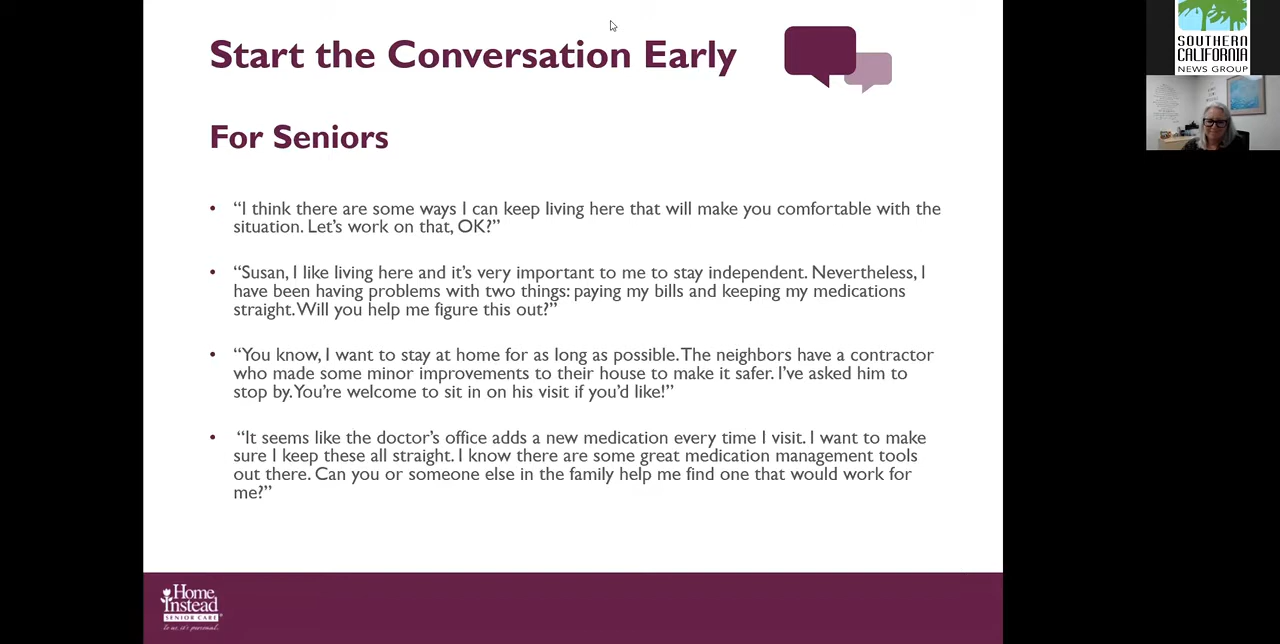 Start the Conversation Early
For Seniors
• “I think there are some ways I can keep living here that will make you comfortable with the
situation. Let’s work on that, OK?”
• “Susan, I like living here and it’s very important to me to stay independent. Nevertheless, I
have been having problems with two things: paying my bills and keeping my medications
straight. Will you help me figure this out?”
• “You know, I want to stay at home for as long as possible. The neighbors have a contractor
who made some minor improvements to their house to make it safer. I’ve asked him to
stop by. You’re welcome to sit in on his visit if you’d like!”
• “It seems like the doctor’s office adds a new medication every time I visit. I want to make
sure I keep these all straight. I know there are some great medication management tools
out there. Can you or someone else in the family help me find one that would work for
me?”
Home
Instead
SENIOR CARE
to us, it’s personal.
SOUTHERN
CALIFORNIA
NEWS GROUP